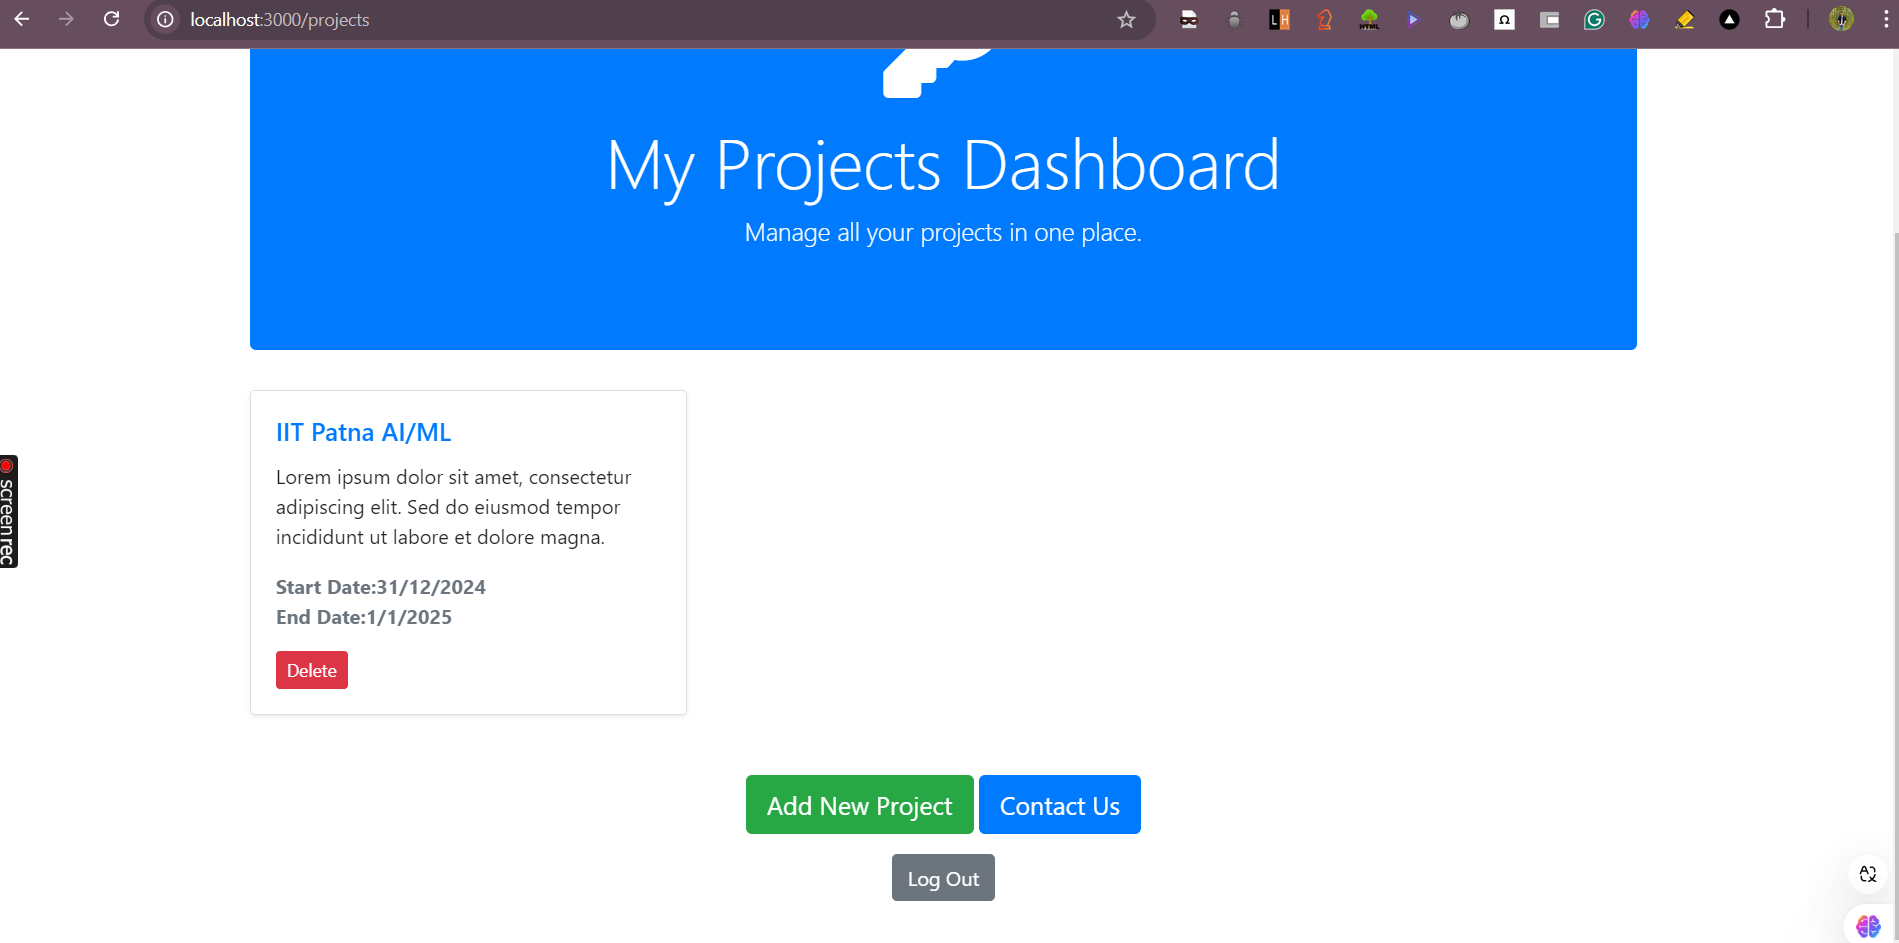 localhost:3000/projects
LH
HTML
Ω
G
My Projects Dashboard
Manage all your projects in one place.
IIT Patna AI/ML
Lorem ipsum dolor sit amet, consectetur
adipiscing elit. Sed do eiusmod tempor
incididunt ut labore et dolore magna.
Start Date:31/12/2024
End Date:1/1/2025
Delete
screenrec
Add New Project
Contact Us
Log Out